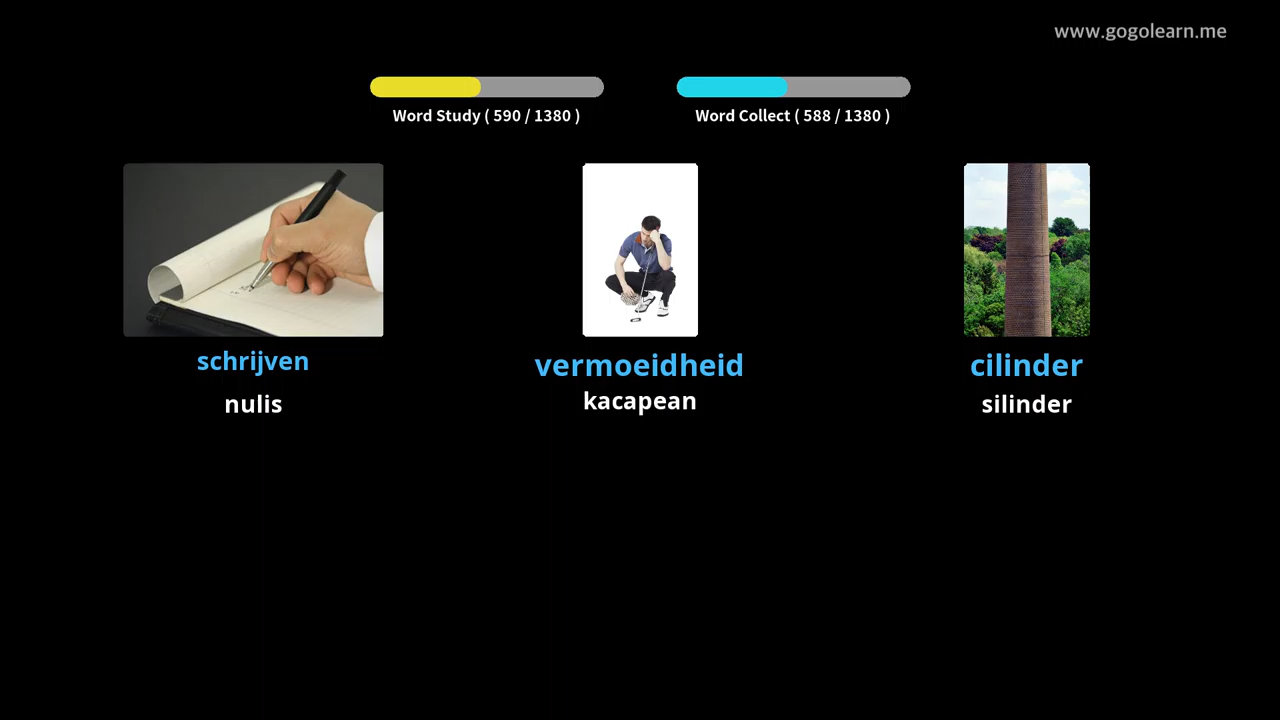 www.gogolearn.me
Word Study ( 590 / 1380 )
Word Collect ( 588 / 1380 )
schrijven
nulis
vermoeidheid
kacapean
cilinder
silinder